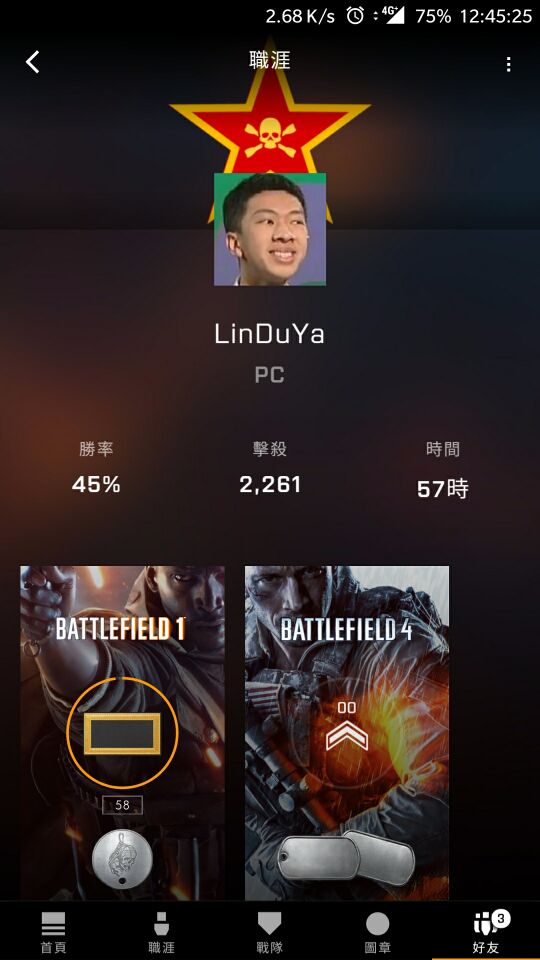 2.68 K/s 4G+ 75% 12:45:25
職涯
LinDuYa
PC
勝率 擊殺 時間
45% 2,261 57時
BATTLEFIELD 1 BATTLEFIELD 4
00
58
首頁 職涯 戰隊 圖章 好友 3